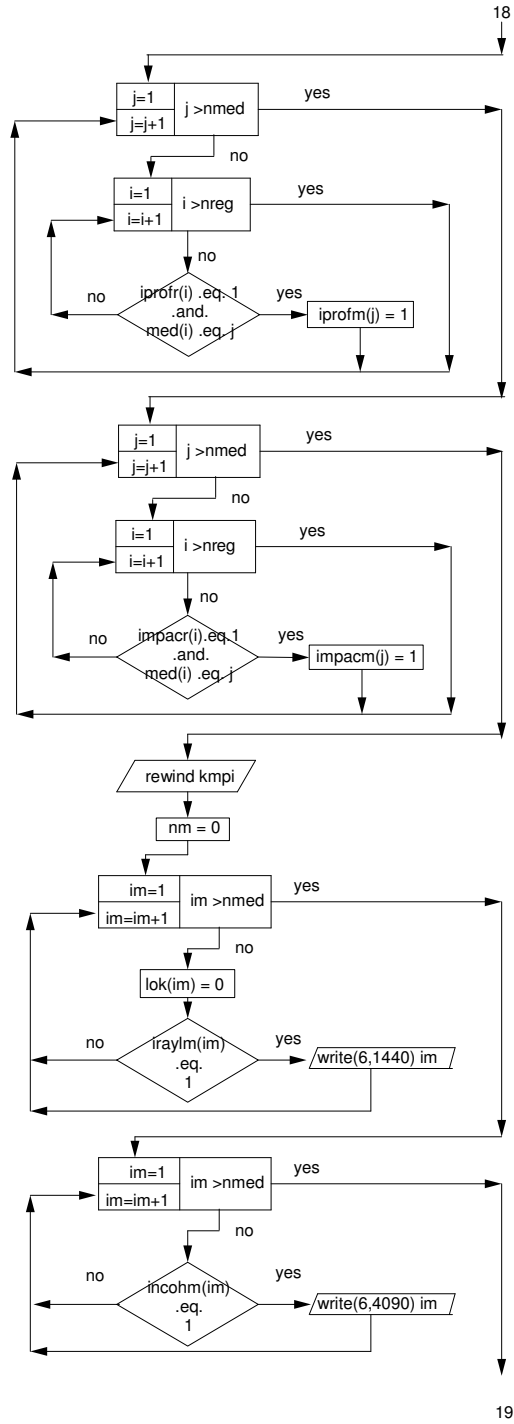 18
j=1
j=j+1
j >nmed
yes
no
i=1
i=i+1
i >nreg
yes
no
iprofr(i) .eq. 1
.and.
med(i) .eq. j
no
yes
iprofm(j) = 1
j=1
j=j+1
j >nmed
yes
no
i=1
i=i+1
i >nreg
yes
no
impacr(i).eq.1
.and.
med(i) .eq. j
no
yes
impacm(j) = 1
rewind kmpi
nm = 0
im=1
im=im+1
im >nmed
yes
no
lok(im) = 0
iraylm(im)
.eq.
1
no
yes
write(6,1440) im
im=1
im=im+1
im >nmed
yes
no
incohm(im)
.eq.
1
no
yes
write(6,4090) im
19